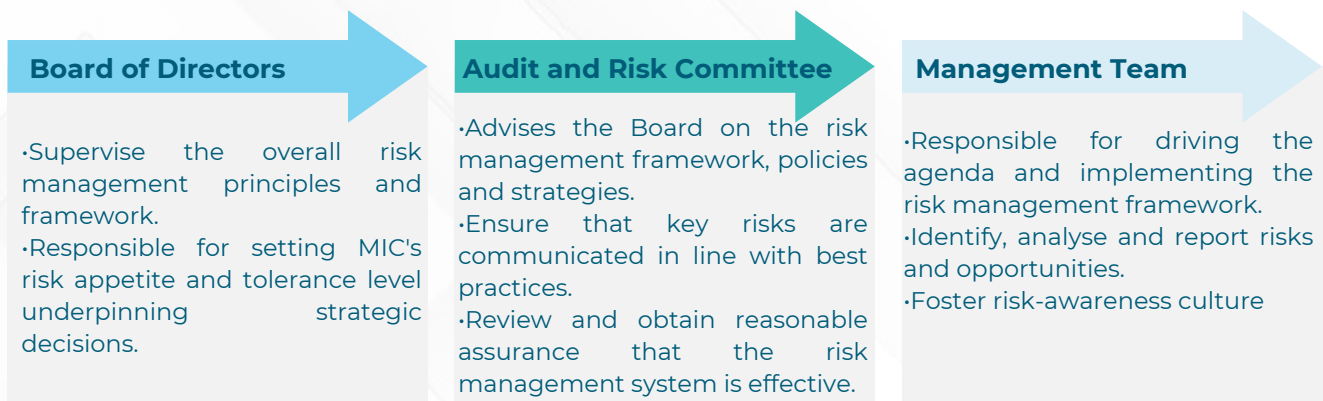 Board of Directors
·Supervise the overall risk
management principles and
framework.
·Responsible for setting MIC's
risk appetite and tolerance level
underpinning strategic
decisions.
Audit and Risk Committee
·Advises the Board on the risk
management framework, policies
and strategies.
·Ensure that key risks are
communicated in line with best
practices.
·Review and obtain reasonable
assurance that the risk
management system is effective.
Management Team
·Responsible for driving the
agenda and implementing the
risk management framework.
·Identify, analyse and report risks
and opportunities.
·Foster risk-awareness culture